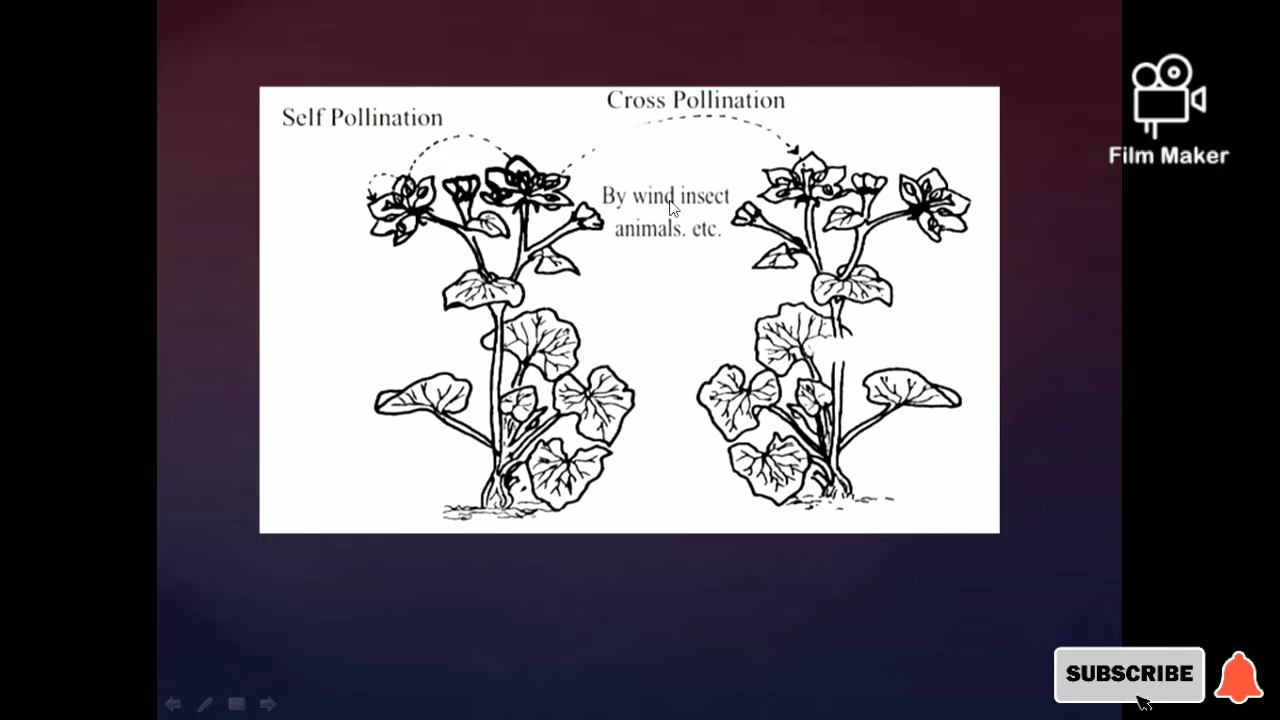 Cross Pollination
Self Pollination
By wind insect
animals. etc.
Film Maker
SUBSCRIBE